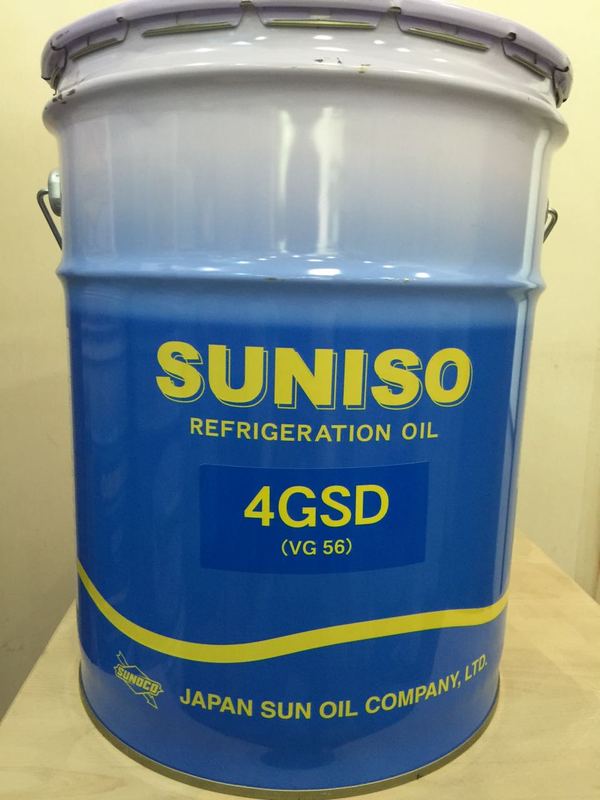 SUNISO
REFRIGERATION OIL
4GSD
(VG 56)
SUNOCO
JAPAN SUN OIL COMPANY, LTD.